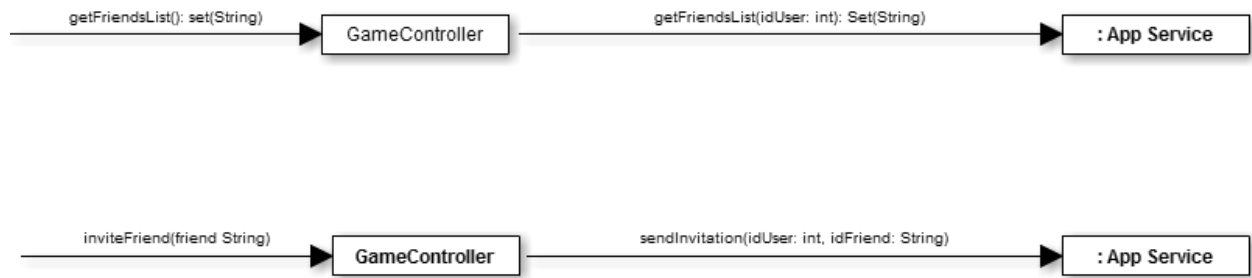 getFriendsList(): set(String)
getFriendsList(idUser: int): Set(String)
GameController
: App Service
inviteFriend(friend String)
sendInvitation(idUser: int, idFriend: String)
GameController
: App Service